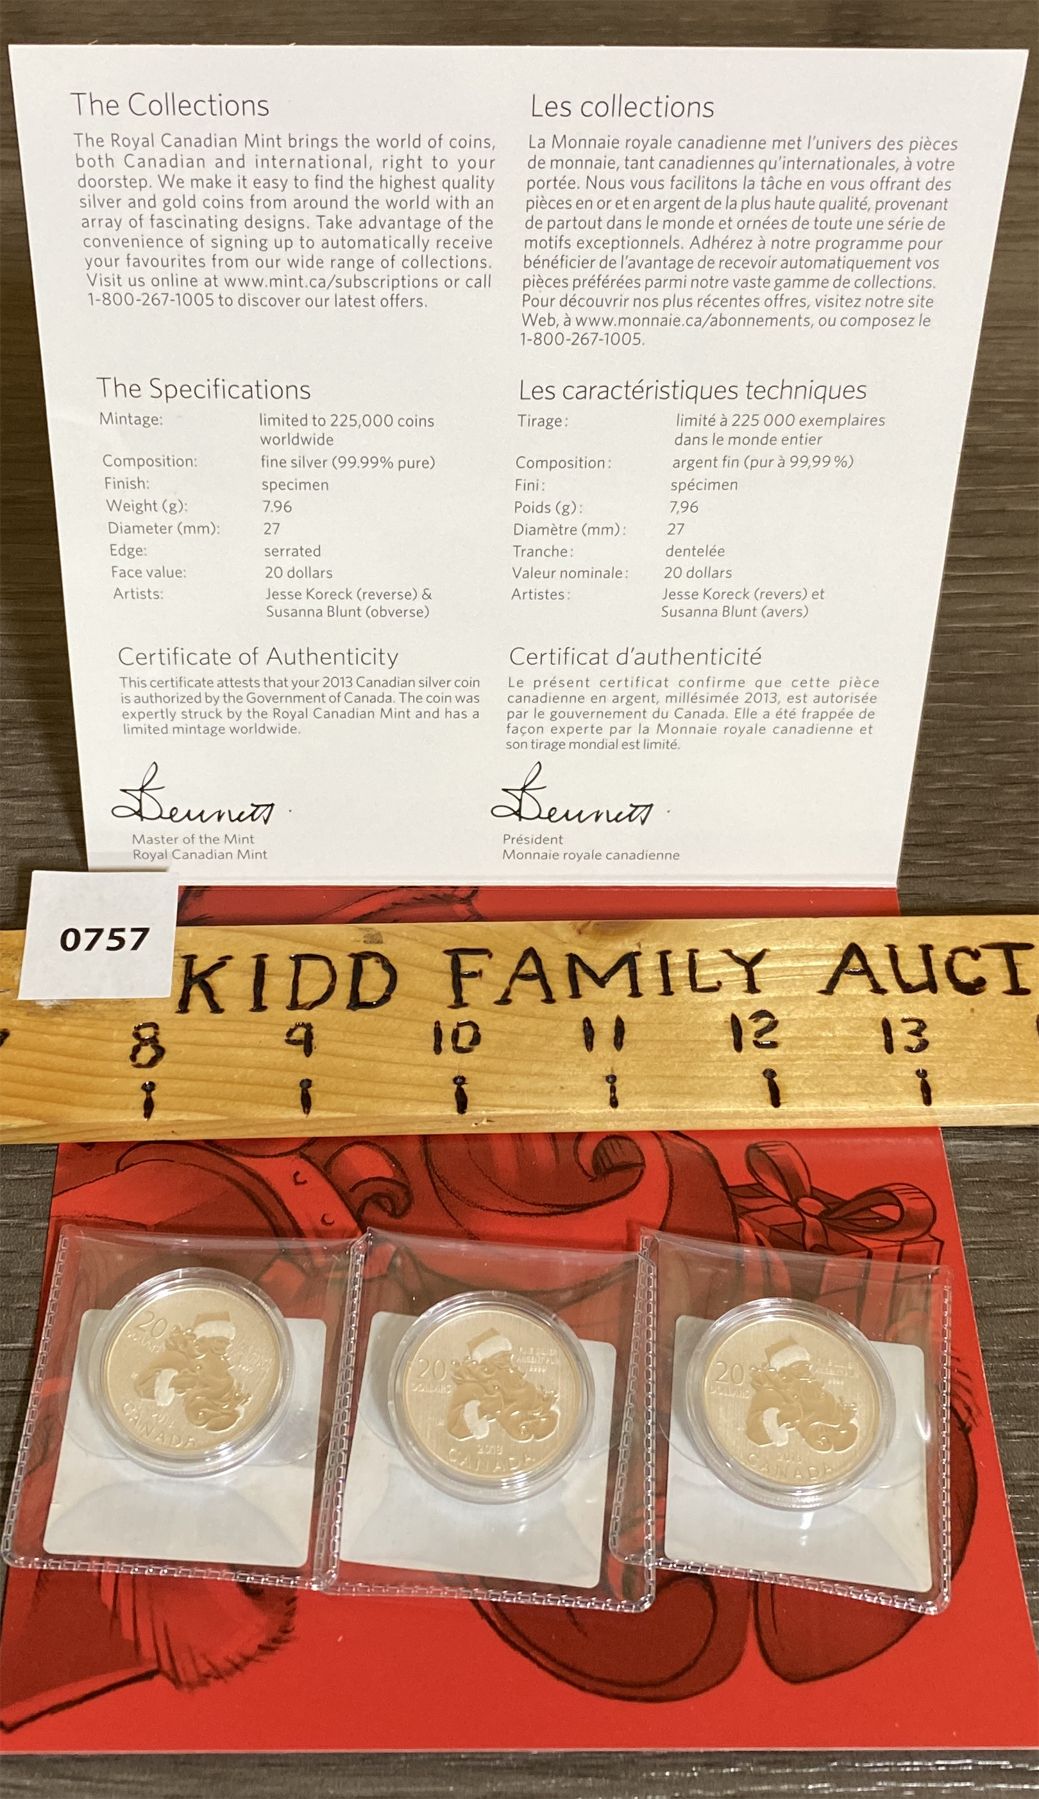 The Collections
The Royal Canadian Mint brings the world of coins,
both Canadian and international, right to your
doorstep. We make it easy to find the highest quality
silver and gold coins from around the world with an
array of fascinating designs. Take advantage of the
convenience of signing up to automatically receive
your favourites from our wide range of collections.
Visit us online at www.mint.ca/subscriptions or call
1-800-267-1005 to discover our latest offers.
Les collections
La Monnaie royale canadienne met l'univers des pièces
de monnaie, tant canadiennes qu'internationales, à votre
portée. Nous vous facilitons la tâche en vous offrant des
pièces en or et en argent de la plus haute qualité, provenant
de partout dans le monde et ornées de toute une série de
motifs exceptionnels. Adhérez à notre programme pour
bénéficier de l'avantage de recevoir automatiquement vos
pièces préférées parmi notre vaste gamme de collections.
Pour découvrir nos plus récentes offres, visitez notre site
Web, à www.monnaie.ca/abonnements, ou composez le
1-800-267-1005.
The Specifications
Mintage: limited to 225,000 coins
worldwide
Composition: fine silver (99.99% pure)
Finish: specimen
Weight (g): 7.96
Diameter (mm): 27
Edge: serrated
Face value: 20 dollars
Artists: Jesse Koreck (reverse) &
Susanna Blunt (obverse)
Les caractéristiques techniques
Tirage: limité à 225 000 exemplaires
dans le monde entier
Composition: argent fin (pur à 99,99 %)
Fini: spécimen
Poids (g): 7,96
Diamètre (mm): 27
Tranche: dentelée
Valeur nominale: 20 dollars
Artistes: Jesse Koreck (revers) et
Susanna Blunt (avers)
Certificate of Authenticity
This certificate attests that your 2013 Canadian silver coin
is authorized by the Government of Canada. The coin was
expertly struck by the Royal Canadian Mint and has a
limited mintage worldwide.
Bennett
Master of the Mint
Royal Canadian Mint
Certificat d'authenticité
Le présent certificat confirme que cette pièce
canadienne en argent, millésimée 2013, est autorisée
par le gouvernement du Canada. Elle a été frappée de
façon experte par la Monnaie royale canadienne et
son tirage mondial est limité.
Bennett
Président
Monnaie royale canadienne
0757
KIDD FAMILY AUCTI
8 9 10 11 12 13
20
CANADA
20
DOLLARS
2013
CANADA
20
DOLLARS
CANADA